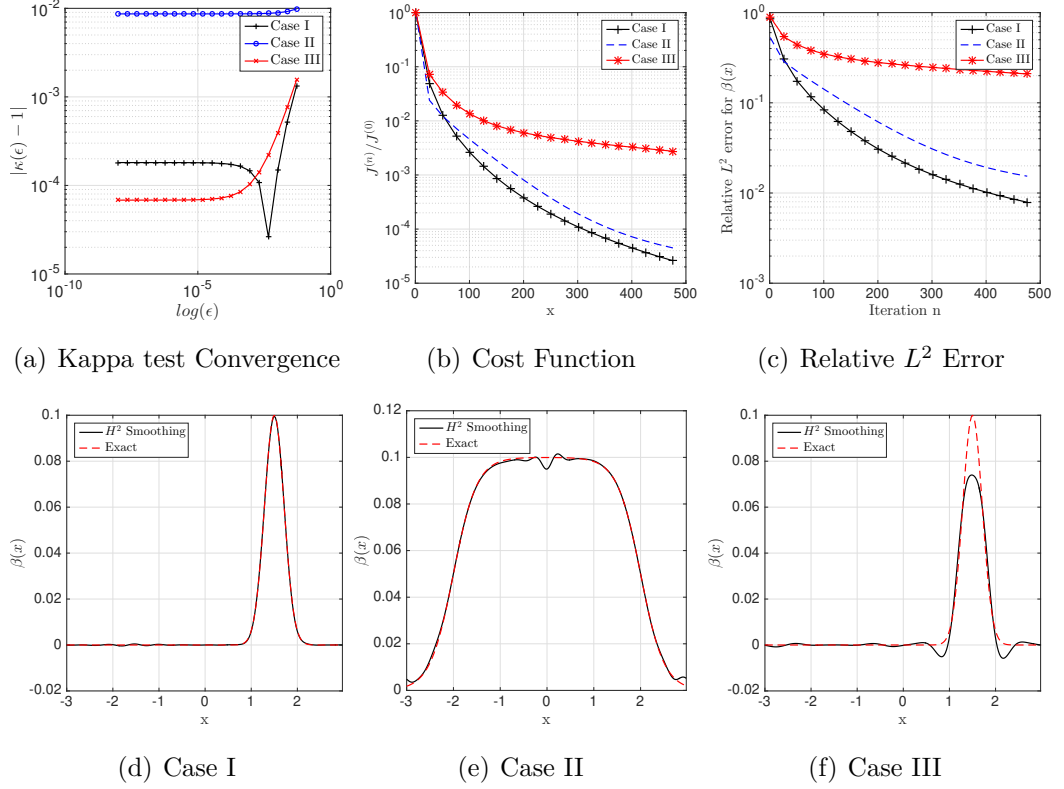 10^-2
10^-3
10^-4
10^-5
10^-10
10^-5
10^0
|κ(ϵ) − 1|
log(ϵ)
Case I
Case II
Case III
(a) Kappa test Convergence
10^0
10^-1
10^-2
10^-3
10^-4
10^-5
0 100 200 300 400 500
J^(n)/J^(0)
x
Case I
Case II
Case III
(b) Cost Function
10^0
10^-1
10^-2
10^-3
0 100 200 300 400 500
Relative L^2 error for β(x)
Iteration n
Case I
Case II
Case III
(c) Relative L^2 Error
0.1
0.08
0.06
0.04
0.02
0
-0.02
-3 -2 -1 0 1 2
β(x)
x
H^2 Smoothing
Exact
(d) Case I
0.12
0.1
0.08
0.06
0.04
0.02
0
-3 -2 -1 0 1 2
β(x)
x
H^2 Smoothing
Exact
(e) Case II
0.1
0.08
0.06
0.04
0.02
0
-0.02
-3 -2 -1 0 1 2
β(x)
x
H^2 Smoothing
Exact
(f) Case III